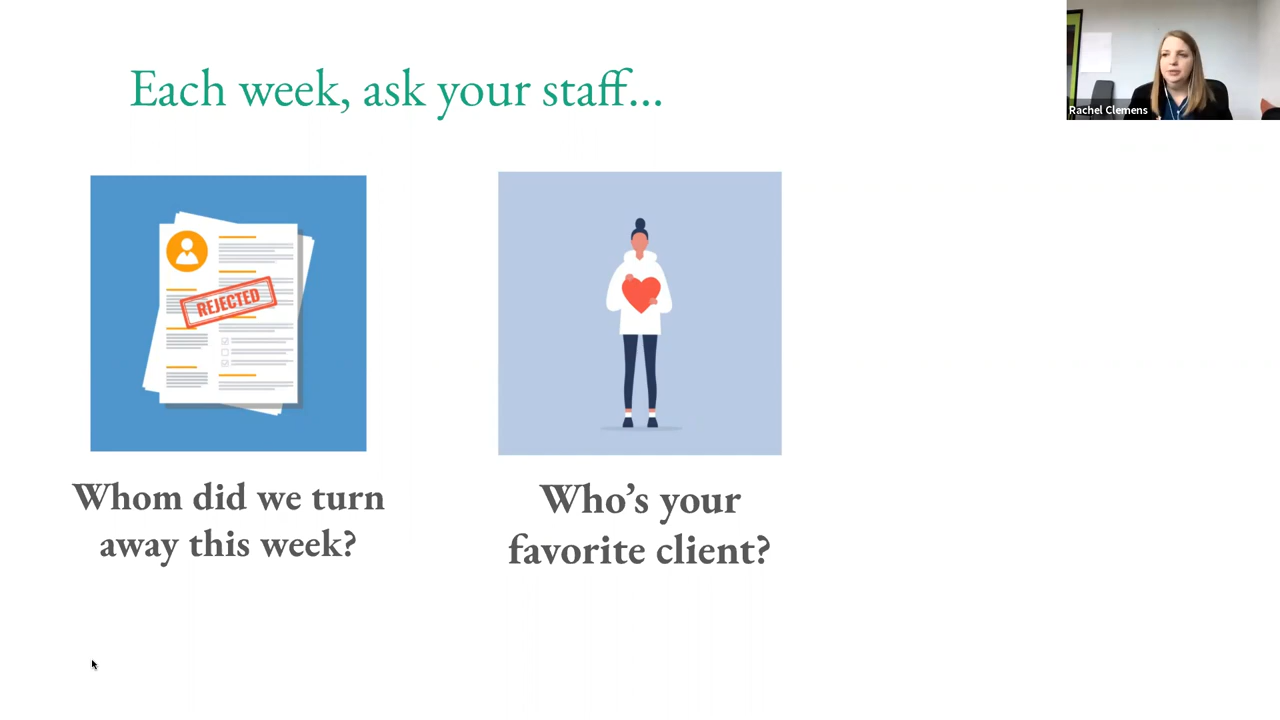 Each week, ask your staff...
Rachel Clemens
REJECTED
Whom did we turn
away this week?
Who's your
favorite client?